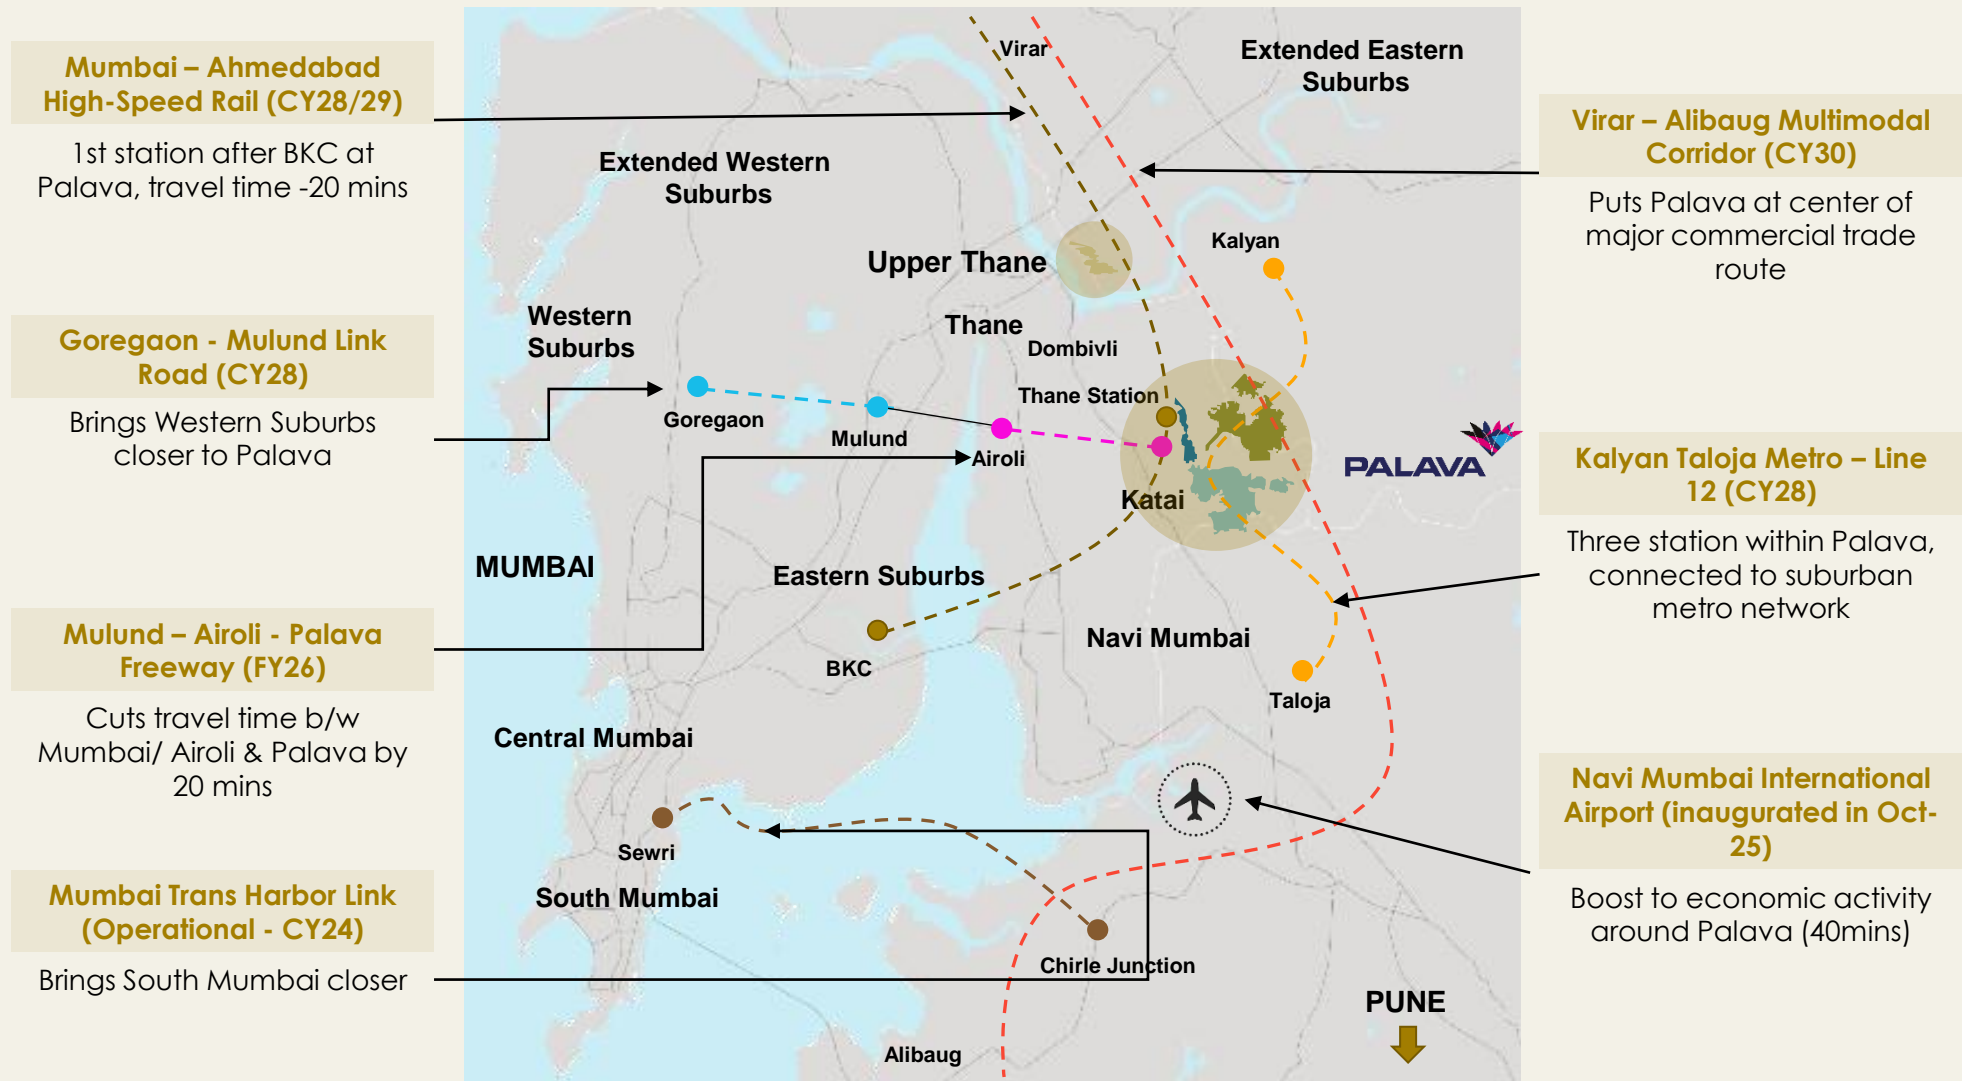 Mumbai – Ahmedabad
High-Speed Rail (CY28/29)
1st station after BKC at
Palava, travel time -20 mins
Goregaon - Mulund Link
Road (CY28)
Brings Western Suburbs
closer to Palava
Mulund – Airoli - Palava
Freeway (FY26)
Cuts travel time b/w
Mumbai/ Airoli & Palava by
20 mins
Mumbai Trans Harbor Link
(Operational - CY24)
Brings South Mumbai closer
Virar
Extended Eastern
Suburbs
Extended Western
Suburbs
Kalyan
Upper Thane
Western
Suburbs
Thane
Dombivli
Thane Station
Goregaon
Mulund
Airoli
PALAVA
Katai
MUMBAI
Eastern Suburbs
Navi Mumbai
BKC
Taloja
Central Mumbai
Sewri
South Mumbai
Chirle Junction
PUNE
Alibaug
Virar – Alibaug Multimodal
Corridor (CY30)
Puts Palava at center of
major commercial trade
route
Kalyan Taloja Metro – Line
12 (CY28)
Three station within Palava,
connected to suburban
metro network
Navi Mumbai International
Airport (inaugurated in Oct-
25)
Boost to economic activity
around Palava (40mins)